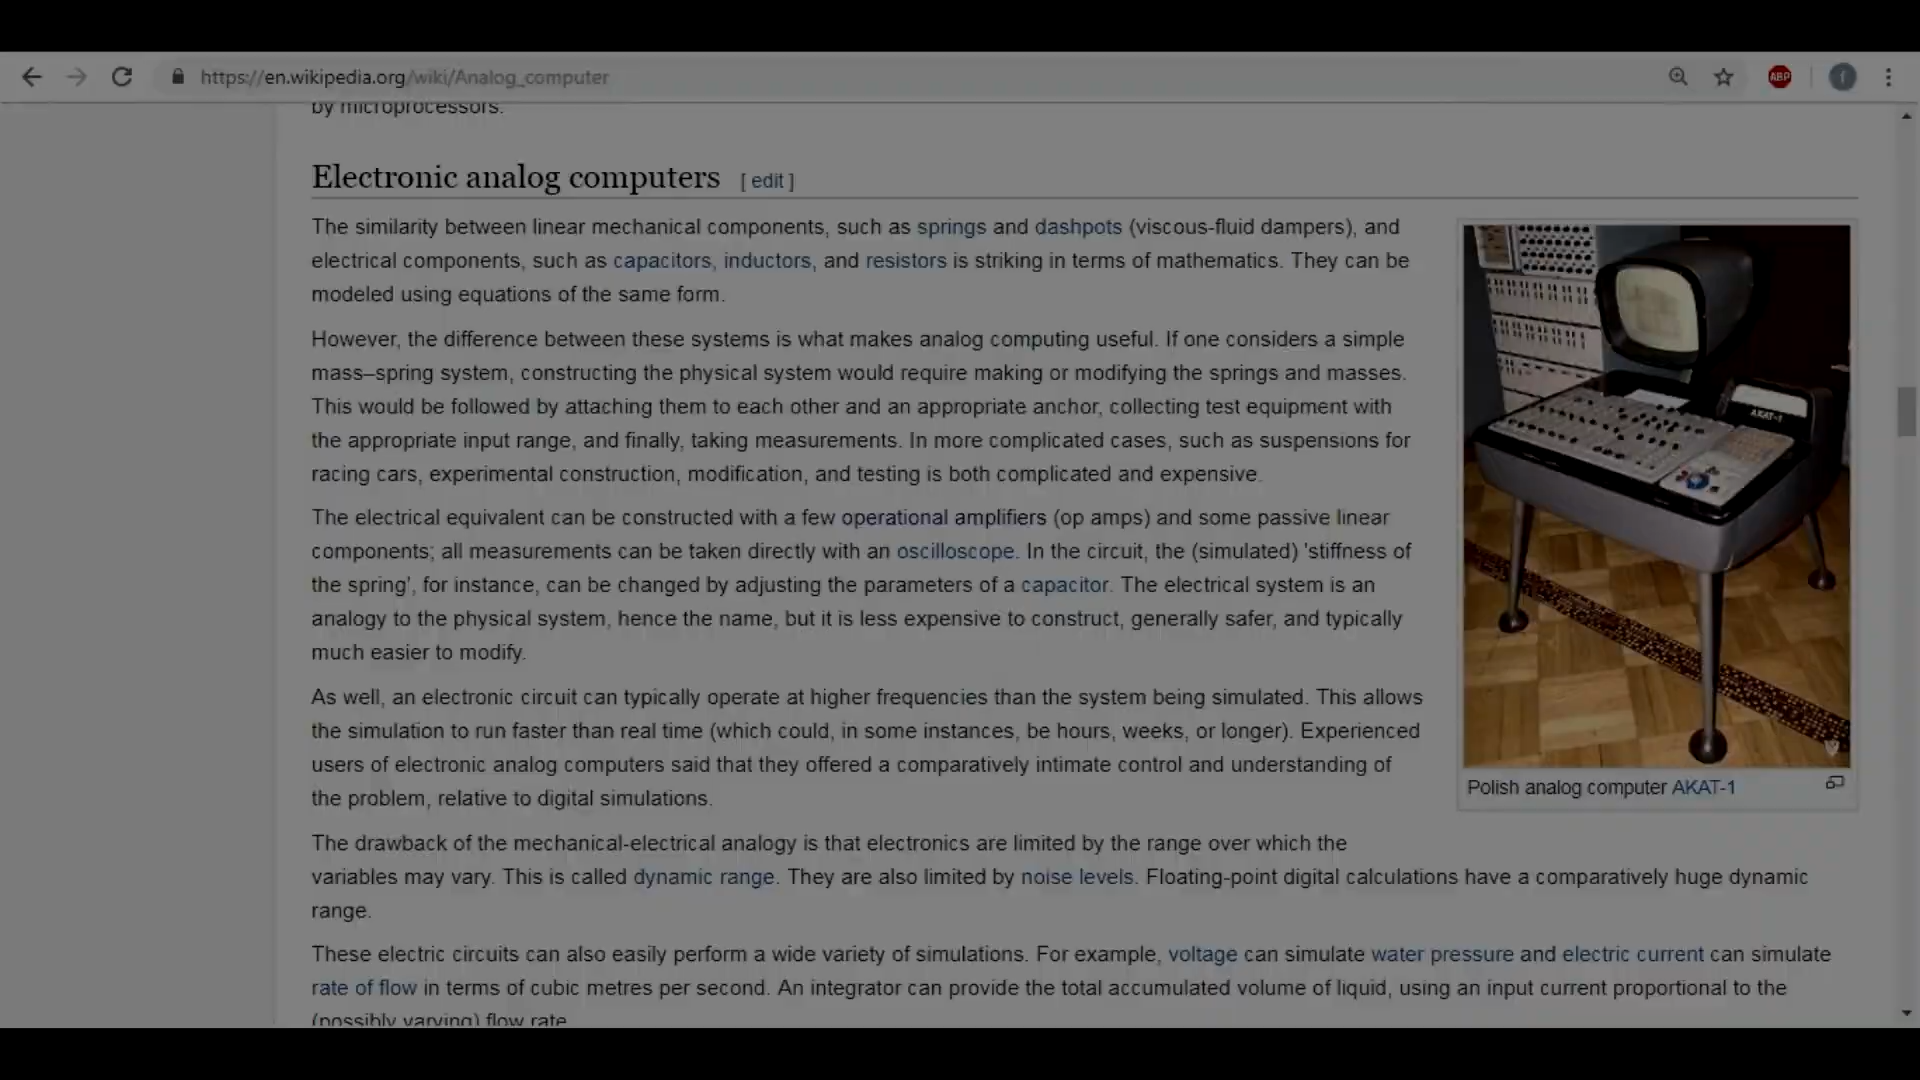 https://en.wikipedia.org/wiki/Analog_computer
ABP
f
by microprocessors.
Electronic analog computers [ edit ]
The similarity between linear mechanical components, such as springs and dashpots (viscous-fluid dampers), and
electrical components, such as capacitors, inductors, and resistors is striking in terms of mathematics. They can be
modeled using equations of the same form.
However, the difference between these systems is what makes analog computing useful. If one considers a simple
mass–spring system, constructing the physical system would require making or modifying the springs and masses.
This would be followed by attaching them to each other and an appropriate anchor, collecting test equipment with
the appropriate input range, and finally, taking measurements. In more complicated cases, such as suspensions for
racing cars, experimental construction, modification, and testing is both complicated and expensive.
The electrical equivalent can be constructed with a few operational amplifiers (op amps) and some passive linear
components; all measurements can be taken directly with an oscilloscope. In the circuit, the (simulated) 'stiffness of
the spring', for instance, can be changed by adjusting the parameters of a capacitor. The electrical system is an
analogy to the physical system, hence the name, but it is less expensive to construct, generally safer, and typically
much easier to modify.
As well, an electronic circuit can typically operate at higher frequencies than the system being simulated. This allows
the simulation to run faster than real time (which could, in some instances, be hours, weeks, or longer). Experienced
users of electronic analog computers said that they offered a comparatively intimate control and understanding of
the problem, relative to digital simulations.
AKAT-1
Polish analog computer AKAT-1
The drawback of the mechanical-electrical analogy is that electronics are limited by the range over which the
variables may vary. This is called dynamic range. They are also limited by noise levels. Floating-point digital calculations have a comparatively huge dynamic
range.
These electric circuits can also easily perform a wide variety of simulations. For example, voltage can simulate water pressure and electric current can simulate
rate of flow in terms of cubic metres per second. An integrator can provide the total accumulated volume of liquid, using an input current proportional to the
(possibly varying) flow rate.